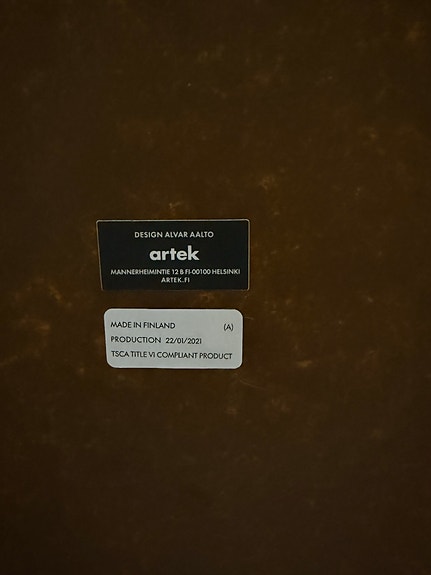 DESIGN ALVAR AALTO
artek
MANNERHEIMINTIE 12 B FI-00100 HELSINKI
ARTEK.FI
MADE IN FINLAND (A)
PRODUCTION 22/01/2021
TSCA TITLE VI COMPLIANT PRODUCT